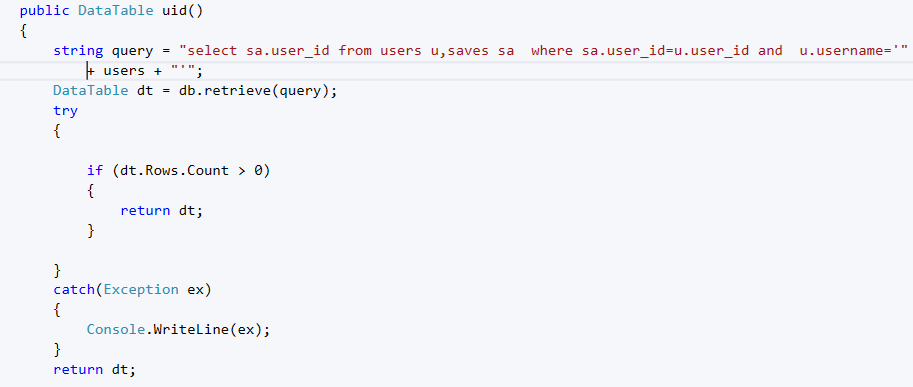 public DataTable uid()
{
    string query = "select sa.user_id from users u,saves sa  where sa.user_id=u.user_id and  u.username='"
        + users + "'";
    DataTable dt = db.retrieve(query);
    try
    {
        if (dt.Rows.Count > 0)
        {
            return dt;
        }
    }
    catch(Exception ex)
    {
        Console.WriteLine(ex);
    }
    return dt;